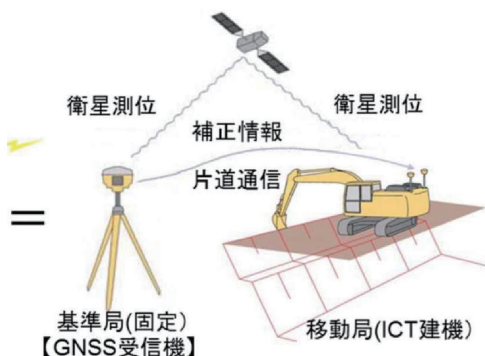 衛星測位
衛星測位
補正情報
片道通信
=
基準局(固定)
【GNSS受信機】
移動局(ICT建機)